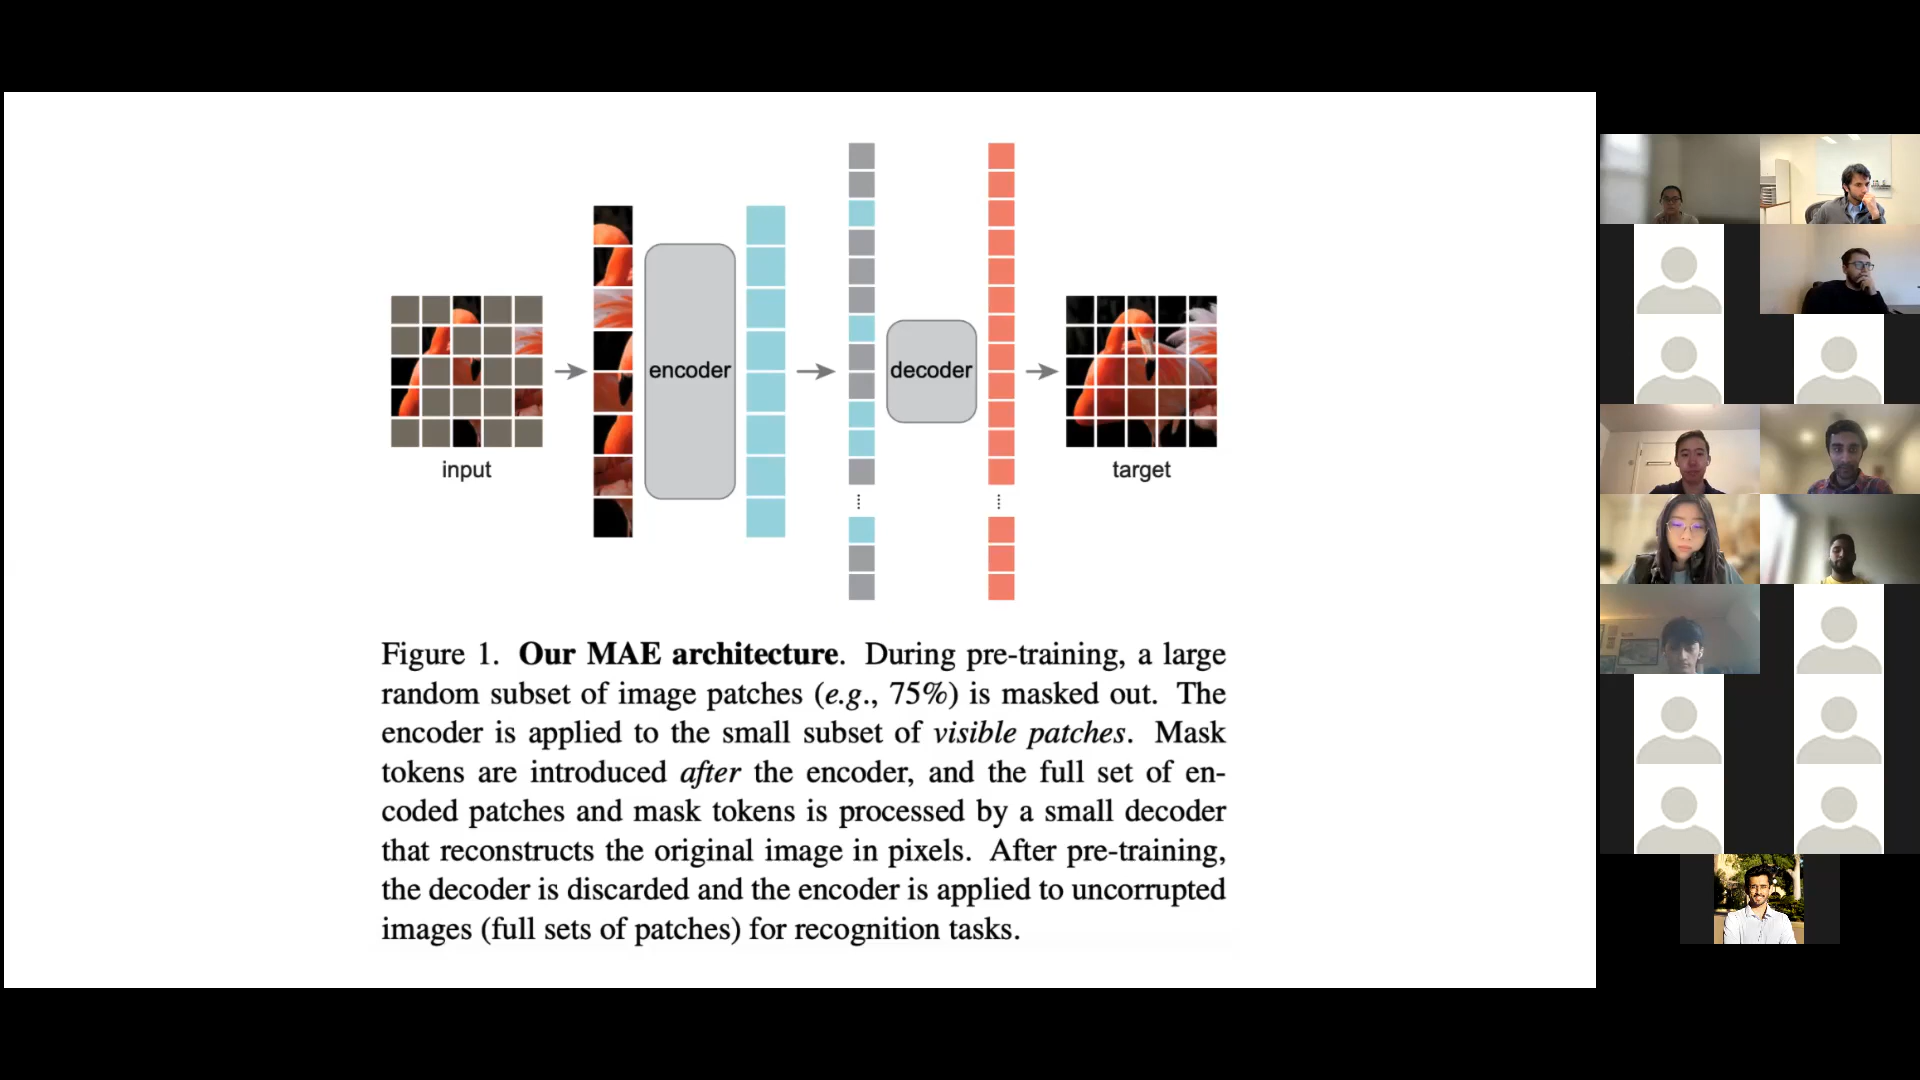 input
encoder
decoder
target
Figure 1. Our MAE architecture. During pre-training, a large
random subset of image patches (e.g., 75%) is masked out. The
encoder is applied to the small subset of visible patches. Mask
tokens are introduced after the encoder, and the full set of en-
coded patches and mask tokens is processed by a small decoder
that reconstructs the original image in pixels. After pre-training,
the decoder is discarded and the encoder is applied to uncorrupted
images (full sets of patches) for recognition tasks.